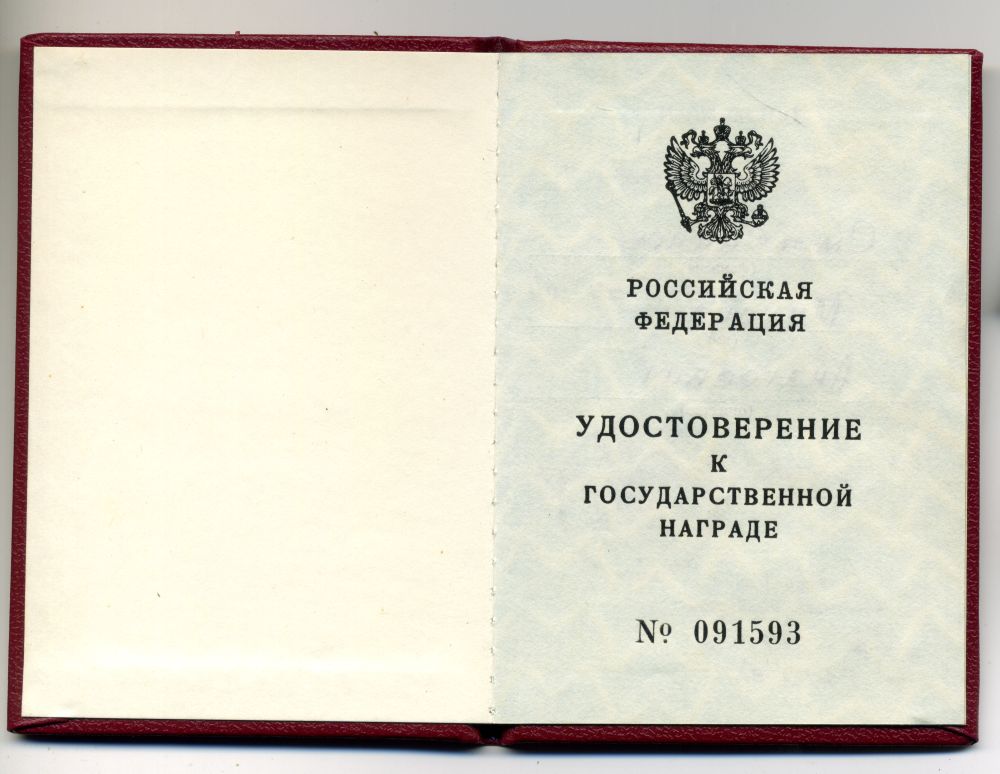 РОССИЙСКАЯ
ФЕДЕРАЦИЯ
УДОСТОВЕРЕНИЕ
К
ГОСУДАРСТВЕННОЙ
НАГРАДЕ
№ 091593